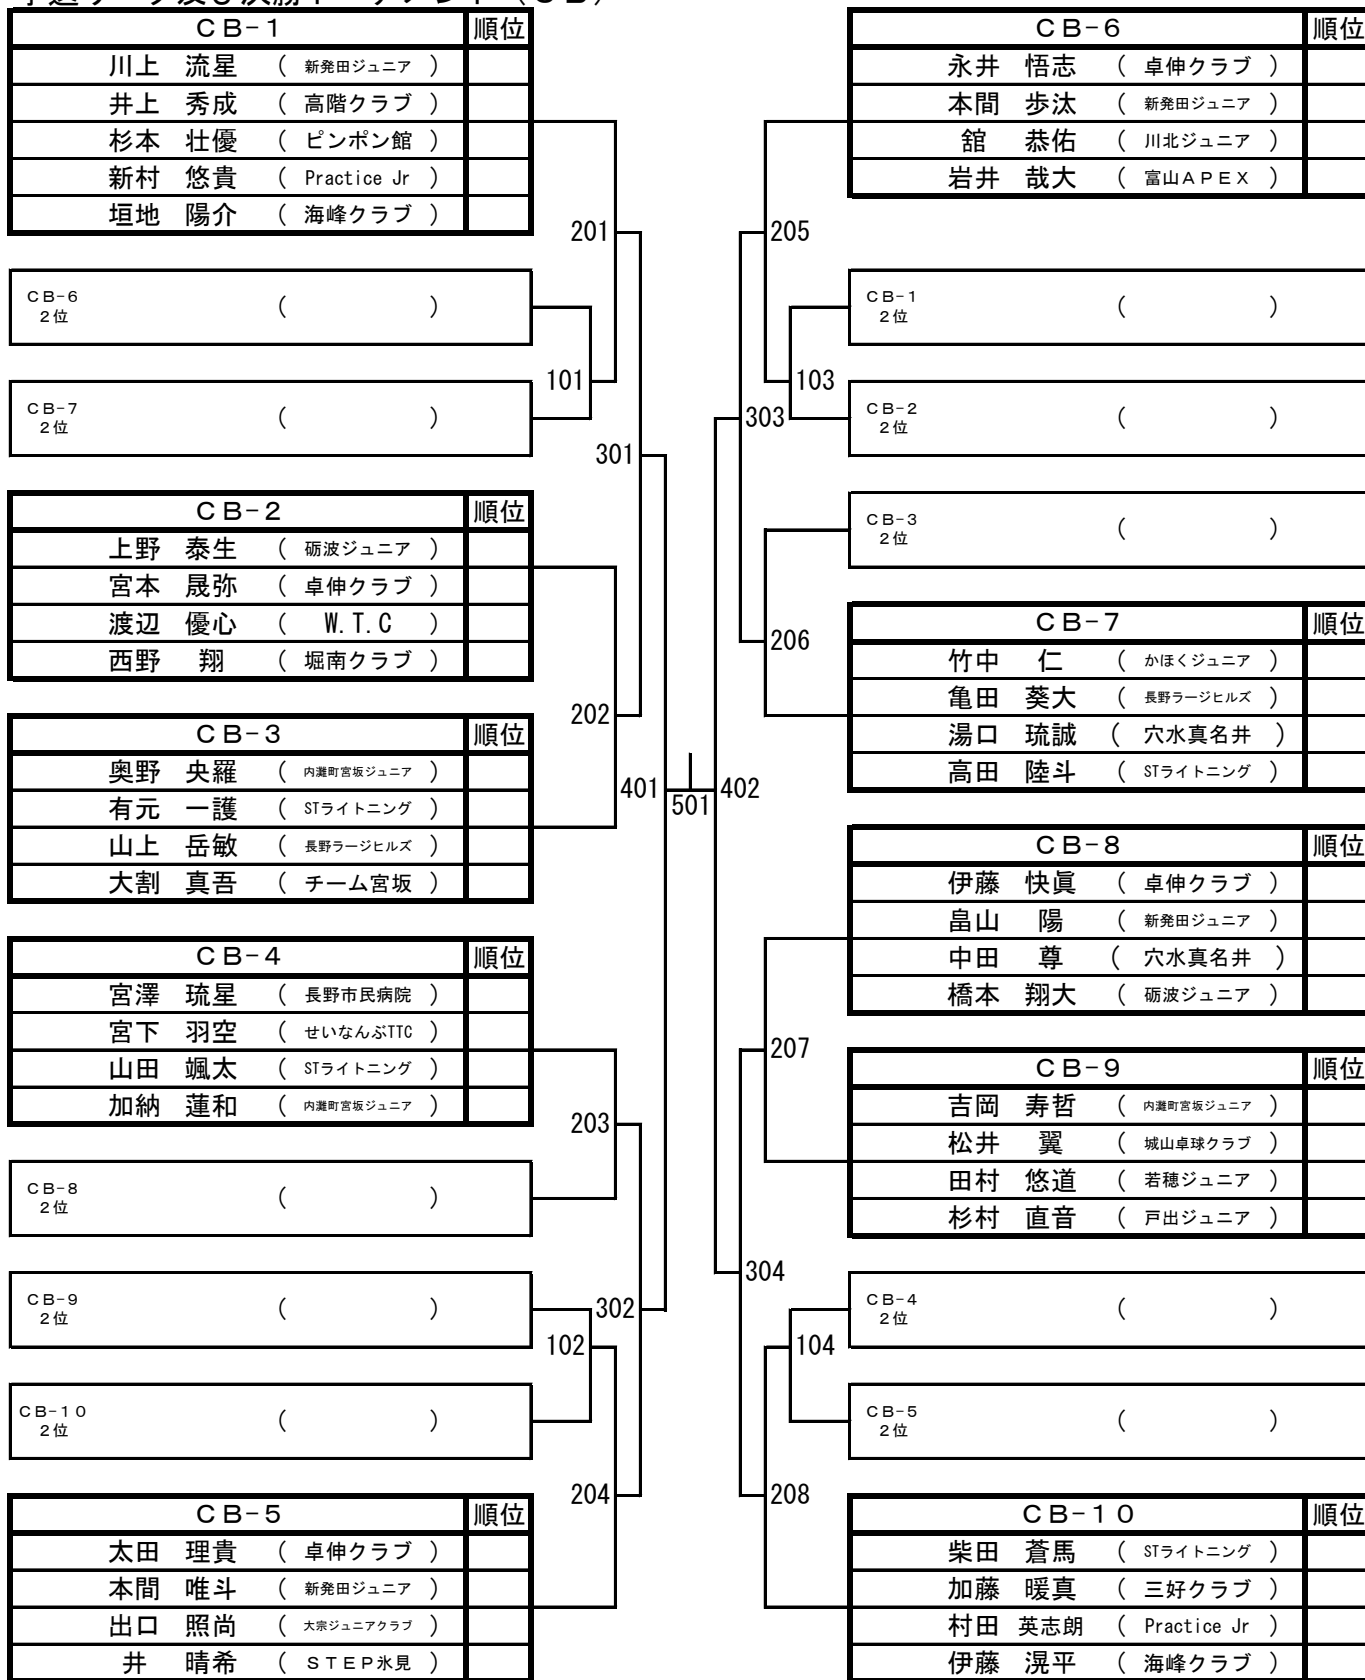 ＣＢ-１ 順位
川上 流星 （ 新発田ジュニア ）
井上 秀成 （ 高階クラブ ）
杉本 壮優 （ ピンポン館 ）
新村 悠貴 （ Practice Jr ）
垣地 陽介 （ 海峰クラブ ）
201
ＣＢ-６ ２位 （ ）
101
ＣＢ-７ ２位 （ ）
301
ＣＢ-２ 順位
上野 泰生 （ 砺波ジュニア ）
宮本 晟弥 （ 卓伸クラブ ）
渡辺 優心 （ W.T.C ）
西野 翔 （ 堀南クラブ ）
202
ＣＢ-３ 順位
奥野 央羅 （ 内灘町宮坂ジュニア ）
有元 一護 （ STライトニング ）
山上 岳敏 （ 長野ラージヒルズ ）
大割 真吾 （ チーム宮坂 ）
401 501 402
ＣＢ-４ 順位
宮澤 琉星 （ 長野市民病院 ）
宮下 羽空 （ せいなんぶTTC ）
山田 颯太 （ STライトニング ）
加納 蓮和 （ 内灘町宮坂ジュニア ）
203
ＣＢ-８ ２位 （ ）
ＣＢ-９ ２位 （ ）
302
102
ＣＢ-１０ ２位 （ ）
204
ＣＢ-５ 順位
太田 理貴 （ 卓伸クラブ ）
本間 唯斗 （ 新発田ジュニア ）
出口 照尚 （ 大宗ジュニアクラブ ）
井 晴希 （ ＳＴＥＰ氷見 ）
ＣＢ-６ 順位
永井 悟志 （ 卓伸クラブ ）
本間 歩汰 （ 新発田ジュニア ）
舘 恭佑 （ 川北ジュニア ）
岩井 哉大 （ 富山ＡＰＥＸ ）
205
ＣＢ-１ ２位 （ ）
103
ＣＢ-２ ２位 （ ）
303
ＣＢ-３ ２位 （ ）
206
ＣＢ-７ 順位
竹中 仁 （ かほくジュニア ）
亀田 葵大 （ 長野ラージヒルズ ）
湯口 琉誠 （ 穴水真名井 ）
高田 陸斗 （ STライトニング ）
ＣＢ-８ 順位
伊藤 快眞 （ 卓伸クラブ ）
畠山 陽 （ 新発田ジュニア ）
中田 尊 （ 穴水真名井 ）
橋本 翔大 （ 砺波ジュニア ）
207
ＣＢ-９ 順位
吉岡 寿哲 （ 内灘町宮坂ジュニア ）
松井 翼 （ 城山卓球クラブ ）
田村 悠道 （ 若穂ジュニア ）
杉村 直音 （ 戸出ジュニア ）
304
ＣＢ-４ ２位 （ ）
104
ＣＢ-５ ２位 （ ）
208
ＣＢ-１０ 順位
柴田 蒼馬 （ STライトニング ）
加藤 暖真 （ 三好クラブ ）
村田 英志朗 （ Practice Jr ）
伊藤 滉平 （ 海峰クラブ ）